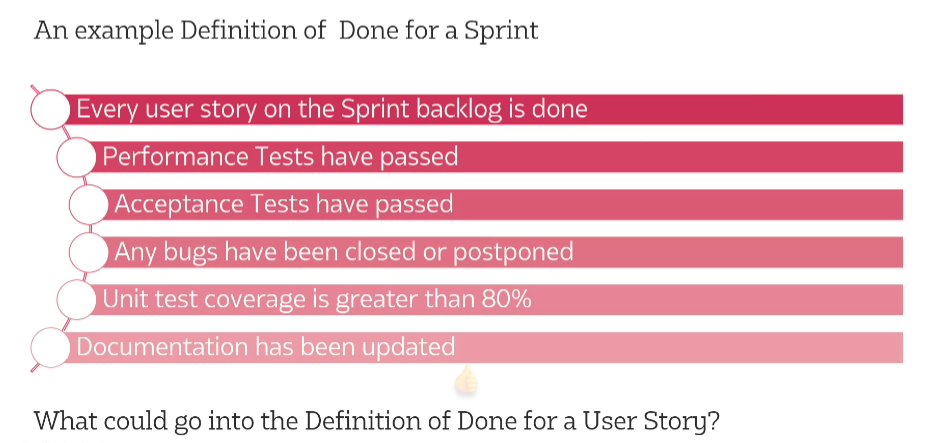 An example Definition of Done for a Sprint
Every user story on the Sprint backlog is done
Performance Tests have passed
Acceptance Tests have passed
Any bugs have been closed or postponed
Unit test coverage is greater than 80%
Documentation has been updated
What could go into the Definition of Done for a User Story?